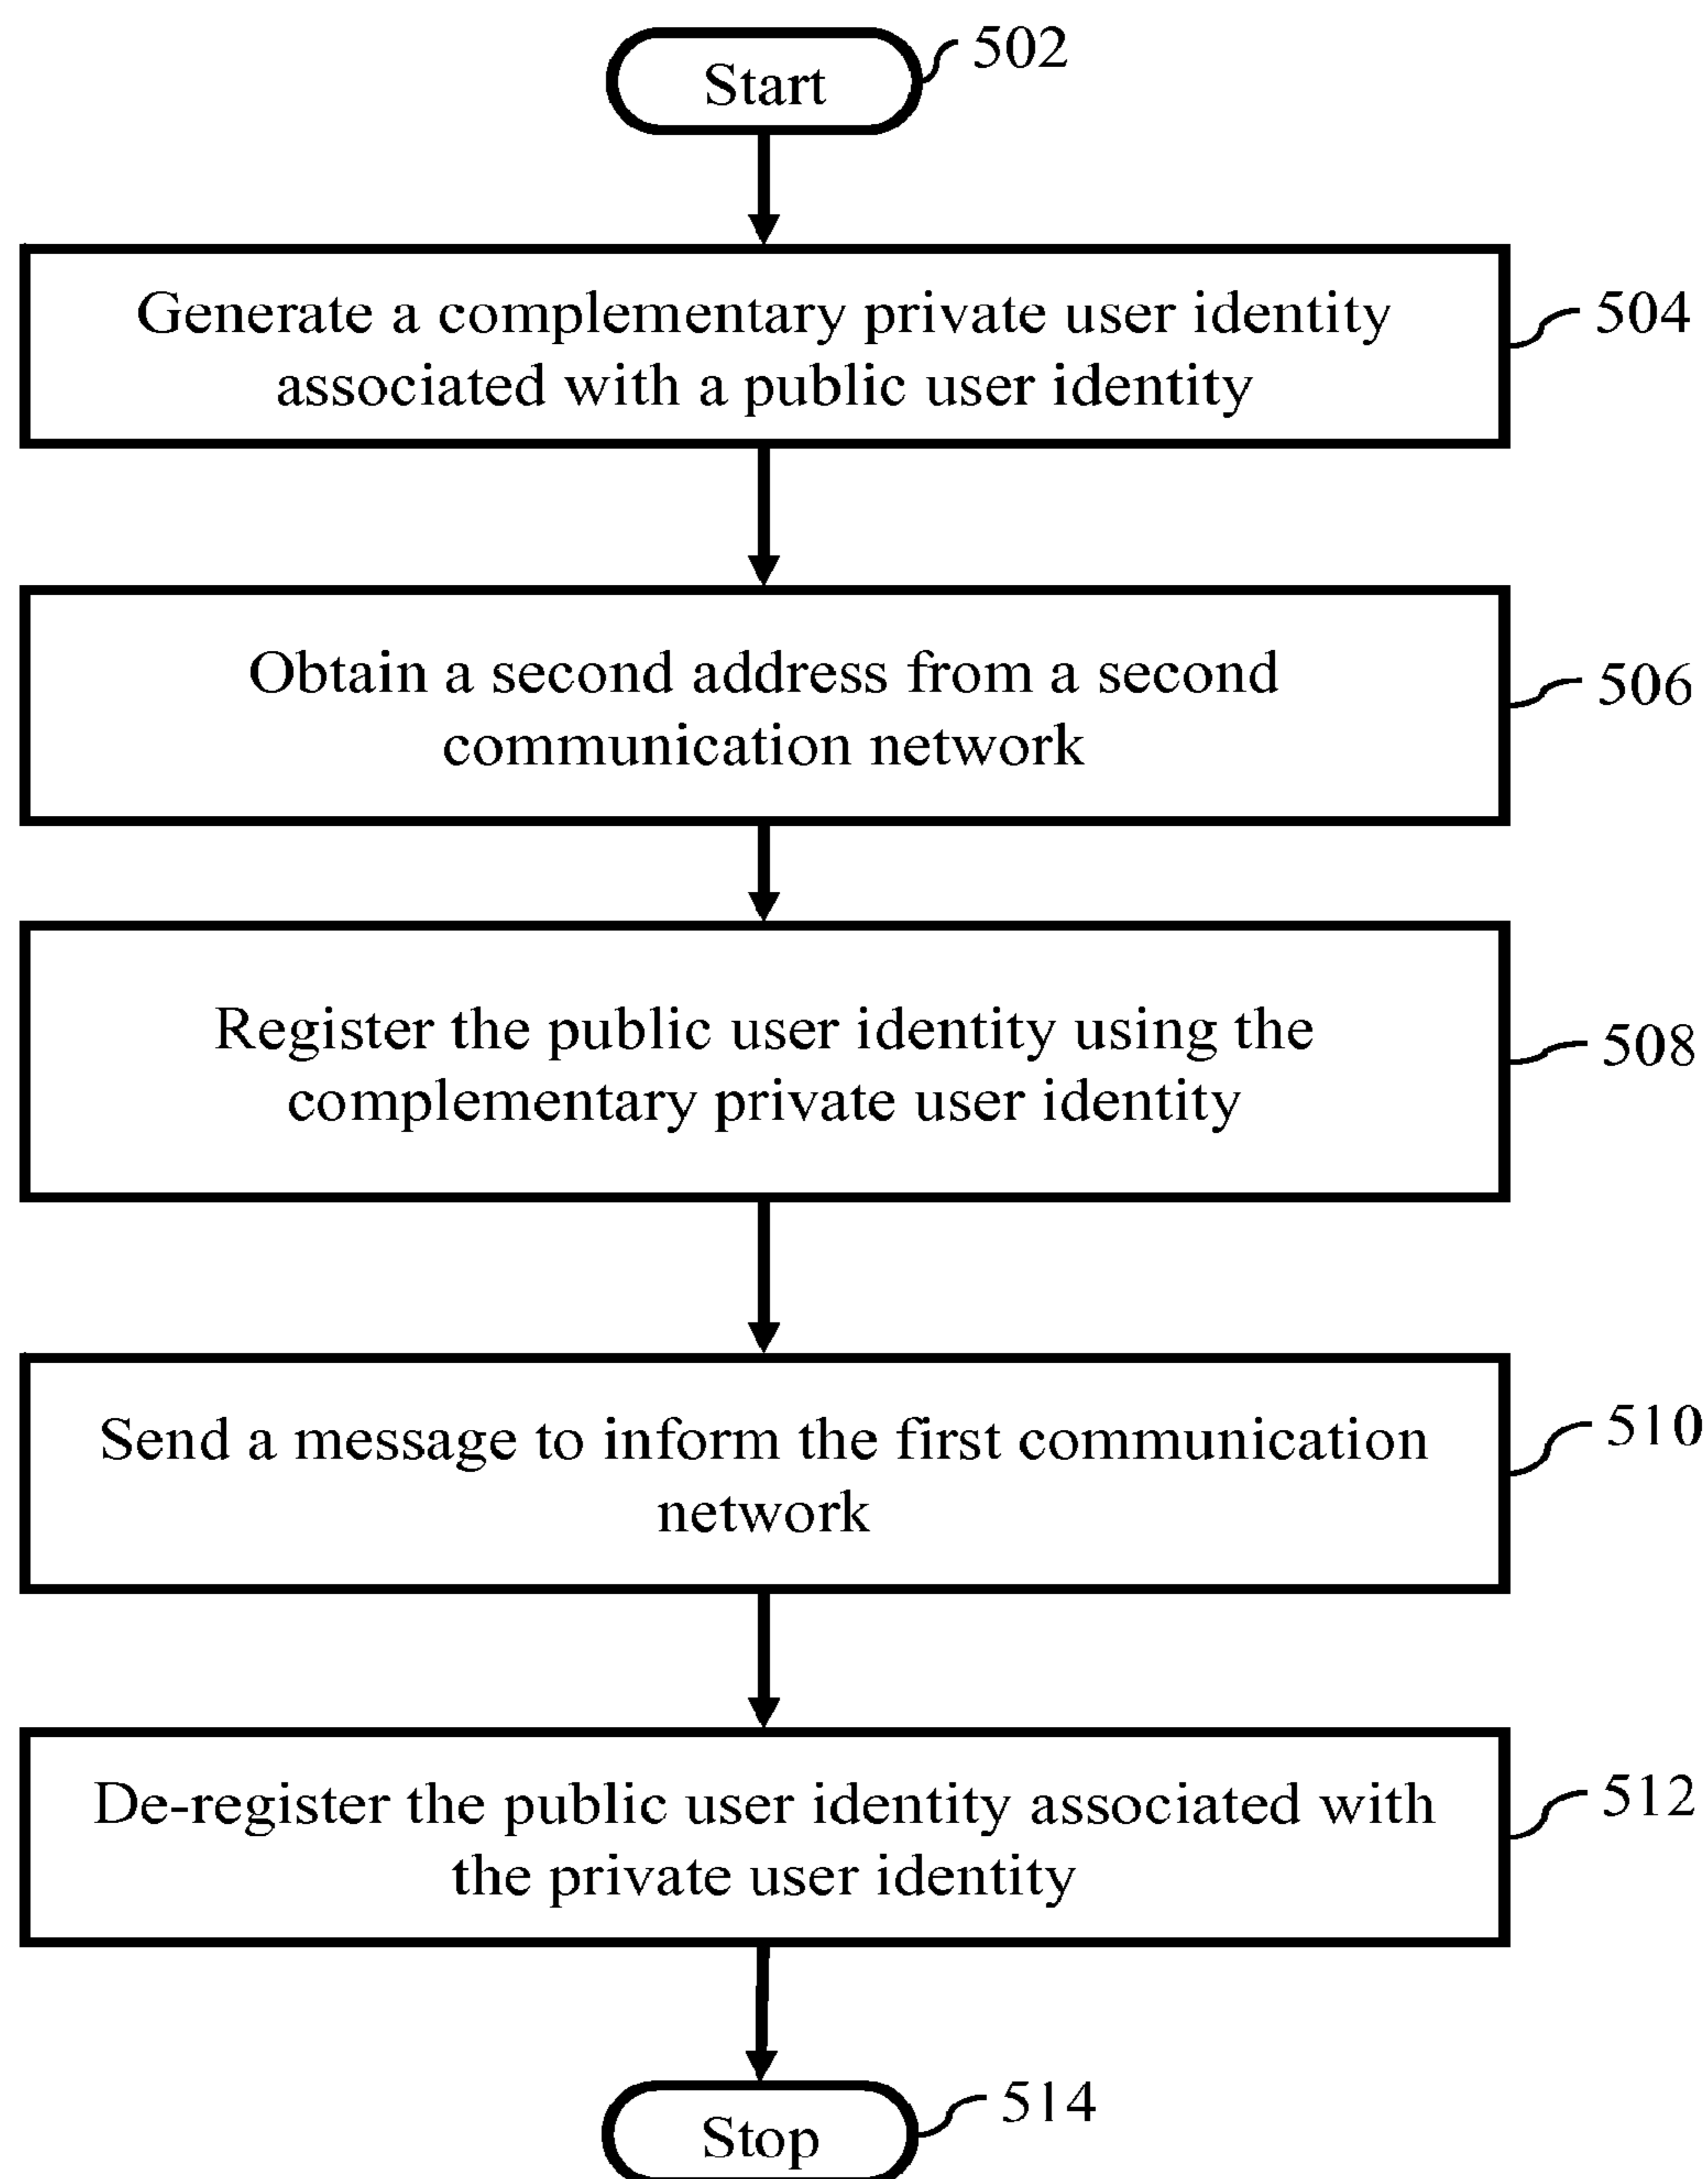 Start
502
Generate a complementary private user identity
associated with a public user identity
504
Obtain a second address from a second
communication network
506
Register the public user identity using the
complementary private user identity
508
Send a message to inform the first communication
network
510
De-register the public user identity associated with
the private user identity
512
Stop
514